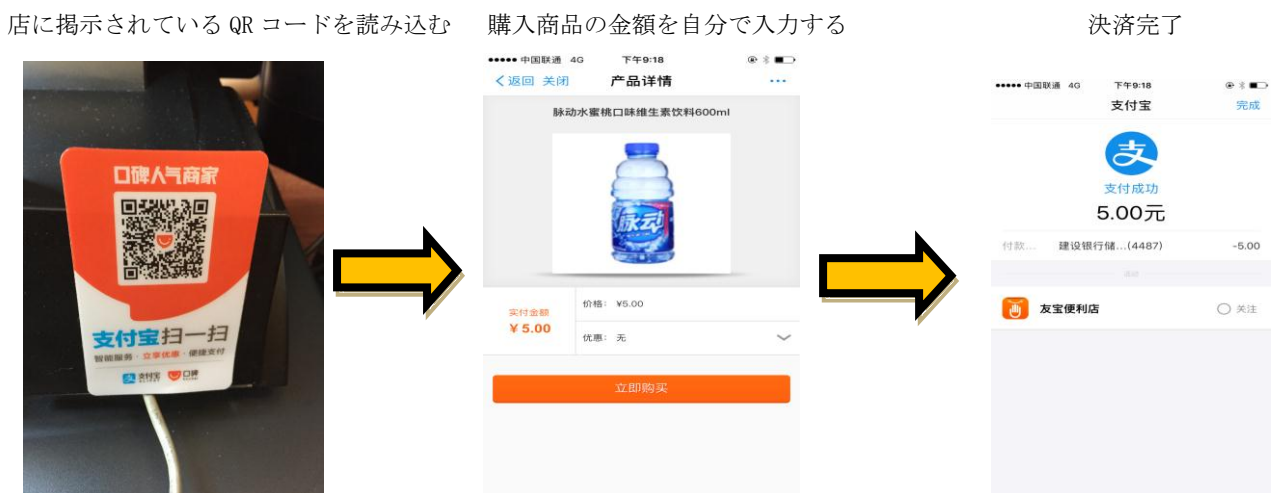 店に掲示されている QR コードを読み込む
購入商品の金額を自分で入力する
決済完了
口碑人气商家
支付宝扫一扫
智能服务·立享优惠·便捷支付
支付宝 口碑
中国联通 4G 下午9:18
返回 关闭 产品详情
脉动水蜜桃口味维生素饮料600ml
脉动
实付金额
¥ 5.00
价格: ¥5.00
优惠: 无
立即购买
中国联通 4G 下午9:18
支付宝 完成
支
支付成功
5.00元
付款... 建设银行储...(4487) -5.00
友宝便利店 关注